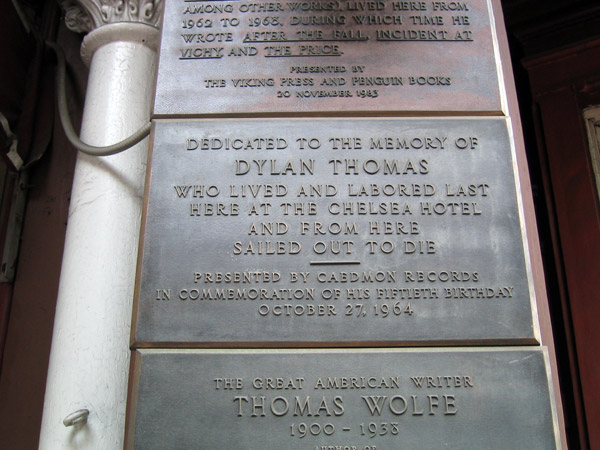 AMONG OTHER WORKS), LIVED HERE FROM
1962 TO 1968, DURING WHICH TIME HE
WROTE AFTER THE FALL, INCIDENT AT
VICHY, AND THE PRICE.
PRESENTED BY
THE VIKING PRESS AND PENGUIN BOOKS
20 NOVEMBER 1983
DEDICATED TO THE MEMORY OF
DYLAN THOMAS
WHO LIVED AND LABORED LAST
HERE AT THE CHELSEA HOTEL
AND FROM HERE
SAILED OUT TO DIE
PRESENTED BY CAEDMON RECORDS
IN COMMEMORATION OF HIS FIFTIETH BIRTHDAY
OCTOBER 27, 1964
THE GREAT AMERICAN WRITER
THOMAS WOLFE
1900 - 1938
AUTHOR OF